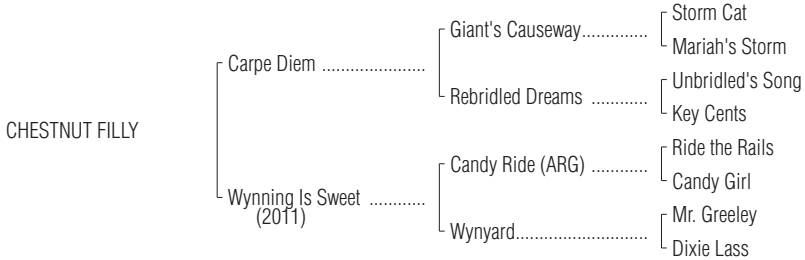 Storm Cat
Giant's Causeway..............
Mariah's Storm
Carpe Diem ......................
Unbridled's Song
Rebridled Dreams ............
Key Cents
CHESTNUT FILLY
Ride the Rails
Candy Ride (ARG) ............
Candy Girl
Wynning Is Sweet ............
(2011)
Mr. Greeley
Wynyard............................
Dixie Lass